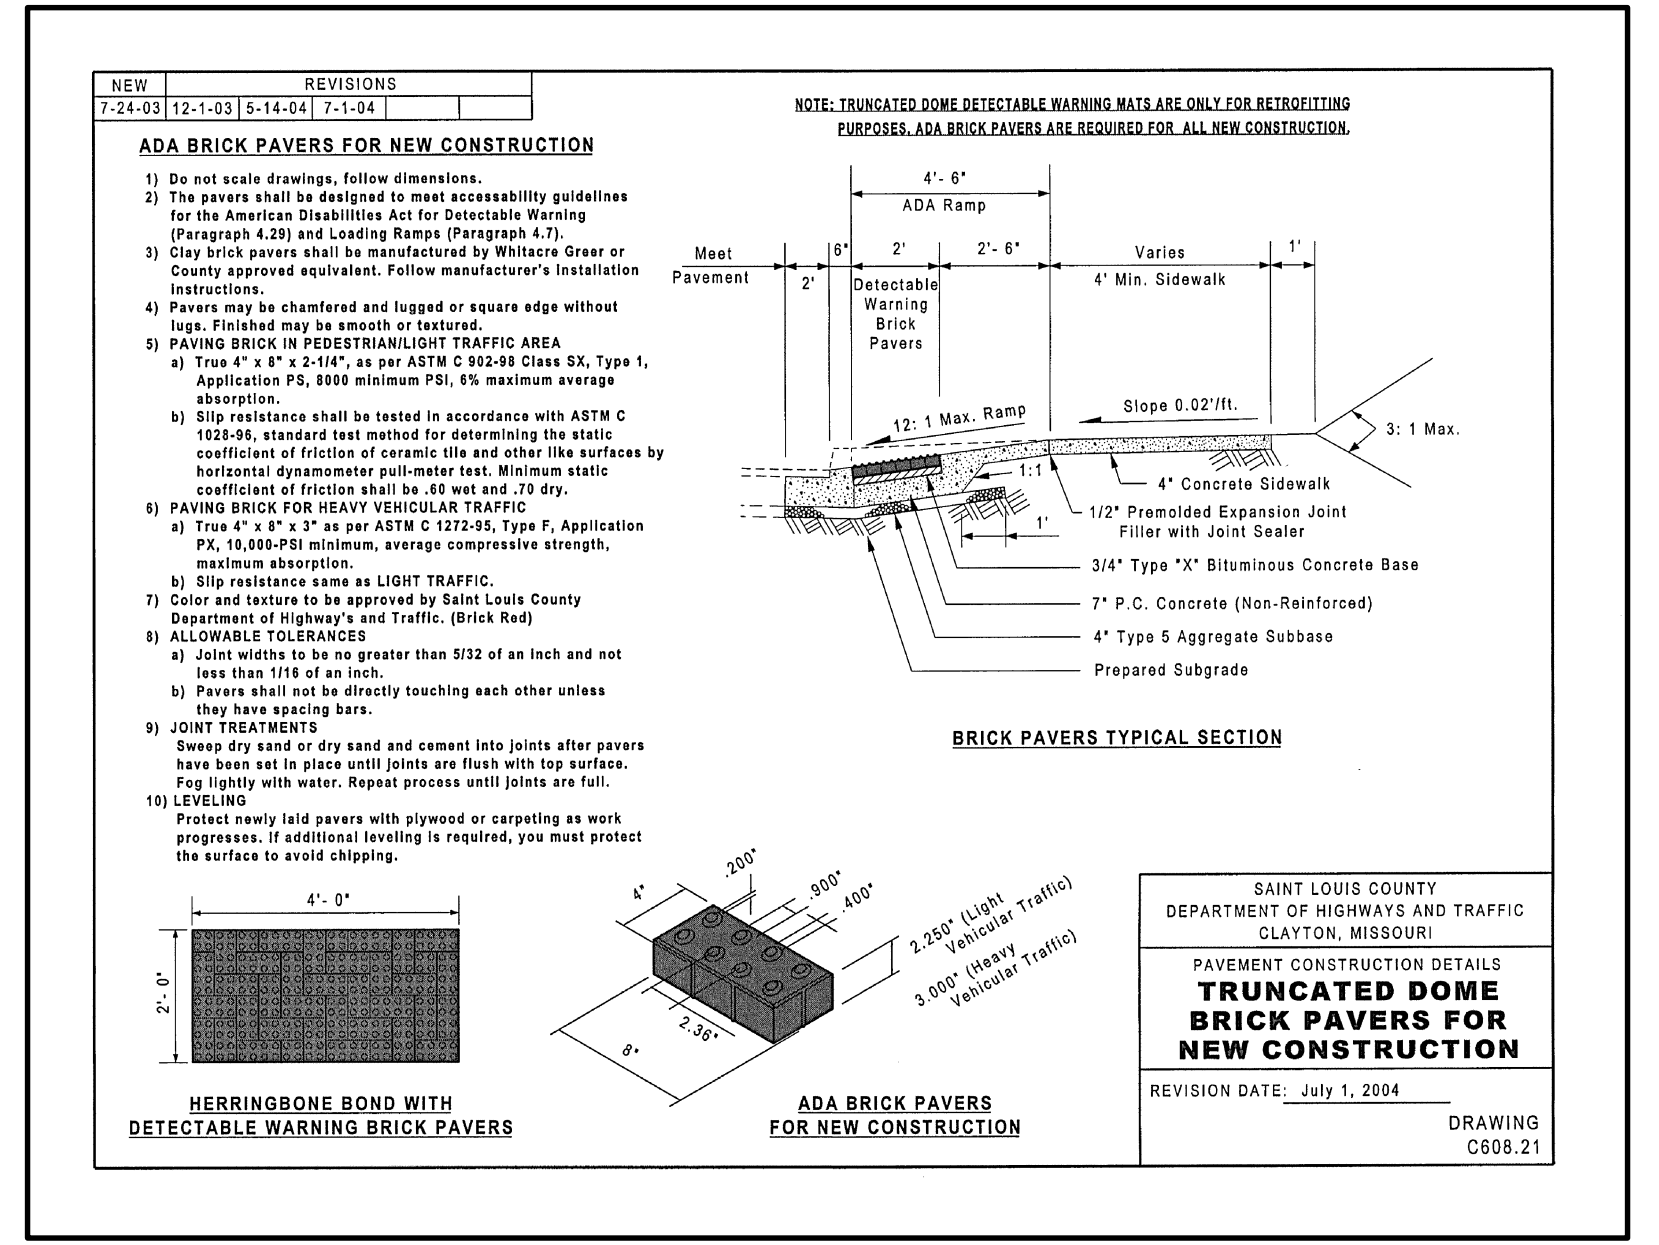 NEW REVISIONS
7-24-03 12-1-03 5-14-04 7-1-04
ADA BRICK PAVERS FOR NEW CONSTRUCTION
1) Do not scale drawings, follow dimensions.
2) The pavers shall be designed to meet accessability guidelines
for the American Disabilities Act for Detectable Warning
(Paragraph 4.29) and Loading Ramps (Paragraph 4.7).
3) Clay brick pavers shall be manufactured by Whitacre Greer or
County approved equivalent. Follow manufacturer's Installation
Instructions.
4) Pavers may be chamfered and lugged or square edge without
lugs. Finished may be smooth or textured.
5) PAVING BRICK IN PEDESTRIAN/LIGHT TRAFFIC AREA
a) True 4" x 8" x 2-1/4", as per ASTM C 902-98 Class SX, Type 1,
Application PS, 8000 minimum PSI, 6% maximum average
absorption.
b) Slip resistance shall be tested in accordance with ASTM C
1028-96, standard test method for determining the static
coefficient of friction of ceramic tile and other like surfaces by
horizontal dynamometer pull-meter test. Minimum static
coefficient of friction shall be .60 wet and .70 dry.
6) PAVING BRICK FOR HEAVY VEHICULAR TRAFFIC
a) True 4" x 8" x 3" as per ASTM C 1272-95, Type F, Application
PX, 10,000-PSI minimum, average compressive strength,
maximum absorption.
b) Slip resistance same as LIGHT TRAFFIC.
7) Color and texture to be approved by Saint Louis County
Department of Highway's and Traffic. (Brick Red)
8) ALLOWABLE TOLERANCES
a) Joint widths to be no greater than 5/32 of an inch and not
less than 1/16 of an inch.
b) Pavers shall not be directly touching each other unless
they have spacing bars.
9) JOINT TREATMENTS
Sweep dry sand or dry sand and cement into joints after pavers
have been set in place until joints are flush with top surface.
Fog lightly with water. Repeat process until joints are full.
10) LEVELING
Protect newly laid pavers with plywood or carpeting as work
progresses. If additional leveling is required, you must protect
the surface to avoid chipping.
NOTE: TRUNCATED DOME DETECTABLE WARNING MATS ARE ONLY FOR RETROFITTING
PURPOSES. ADA BRICK PAVERS ARE REQUIRED FOR ALL NEW CONSTRUCTION.
4'- 6"
ADA Ramp
Meet
Pavement
2'
6"
2'
Detectable
Warning
Brick
Pavers
2'- 6"
Varies
4' Min. Sidewalk
1'
12: 1 Max. Ramp
Slope 0.02'/ft.
3: 1 Max.
1:1
4" Concrete Sidewalk
1/2" Premolded Expansion Joint
Filler with Joint Sealer
1'
3/4" Type "X" Bituminous Concrete Base
7" P.C. Concrete (Non-Reinforced)
4" Type 5 Aggregate Subbase
Prepared Subgrade
BRICK PAVERS TYPICAL SECTION
4'- 0"
2'- 0"
HERRINGBONE BOND WITH
DETECTABLE WARNING BRICK PAVERS
4"
.200"
.900"
.400"
2.250" (Light
Vehicular Traffic)
3.000" (Heavy
Vehicular Traffic)
2.36"
8"
ADA BRICK PAVERS
FOR NEW CONSTRUCTION
SAINT LOUIS COUNTY
DEPARTMENT OF HIGHWAYS AND TRAFFIC
CLAYTON, MISSOURI
PAVEMENT CONSTRUCTION DETAILS
TRUNCATED DOME
BRICK PAVERS FOR
NEW CONSTRUCTION
REVISION DATE: July 1, 2004
DRAWING
C608.21